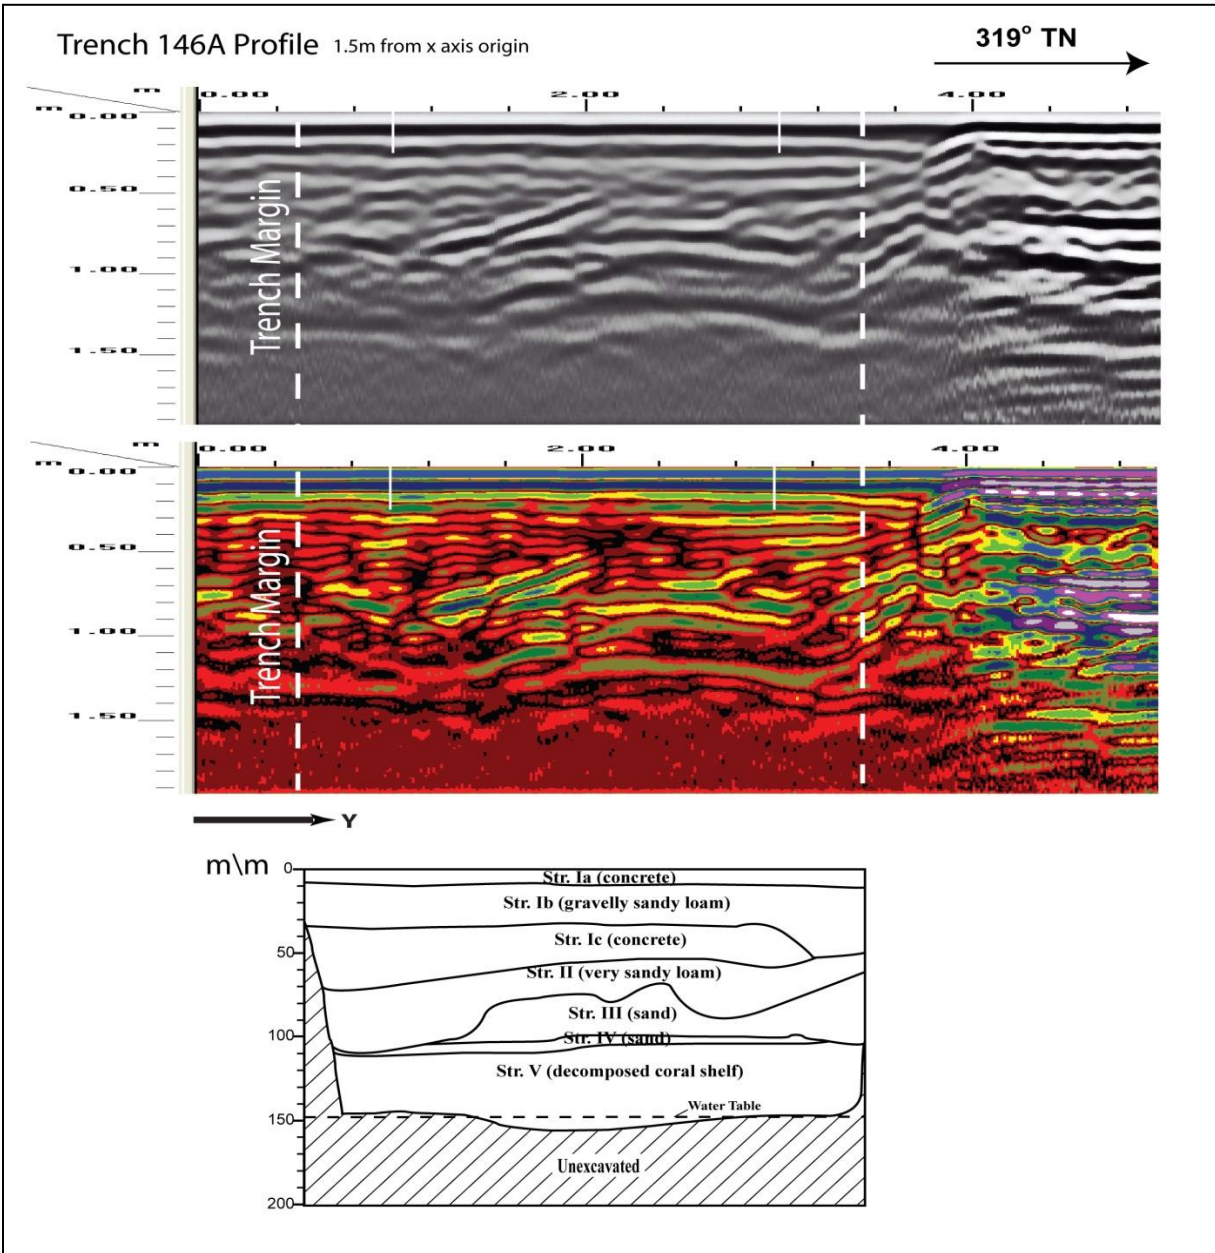 Trench 146A Profile 1.5m from x axis origin
319° TN
m 0.00 2.00 4.00
m 0.00
0.50
1.00
1.50
Trench Margin
m 0.00 2.00 4.00
m 0.00
0.50
1.00
1.50
Trench Margin
Y
m\m
0
Str. Ia (concrete)
Str. Ib (gravelly sandy loam)
Str. Ic (concrete)
50
Str. II (very sandy loam)
Str. III (sand)
100
Str. IV (sand)
Str. V (decomposed coral shelf)
Water Table
150
Unexcavated
200